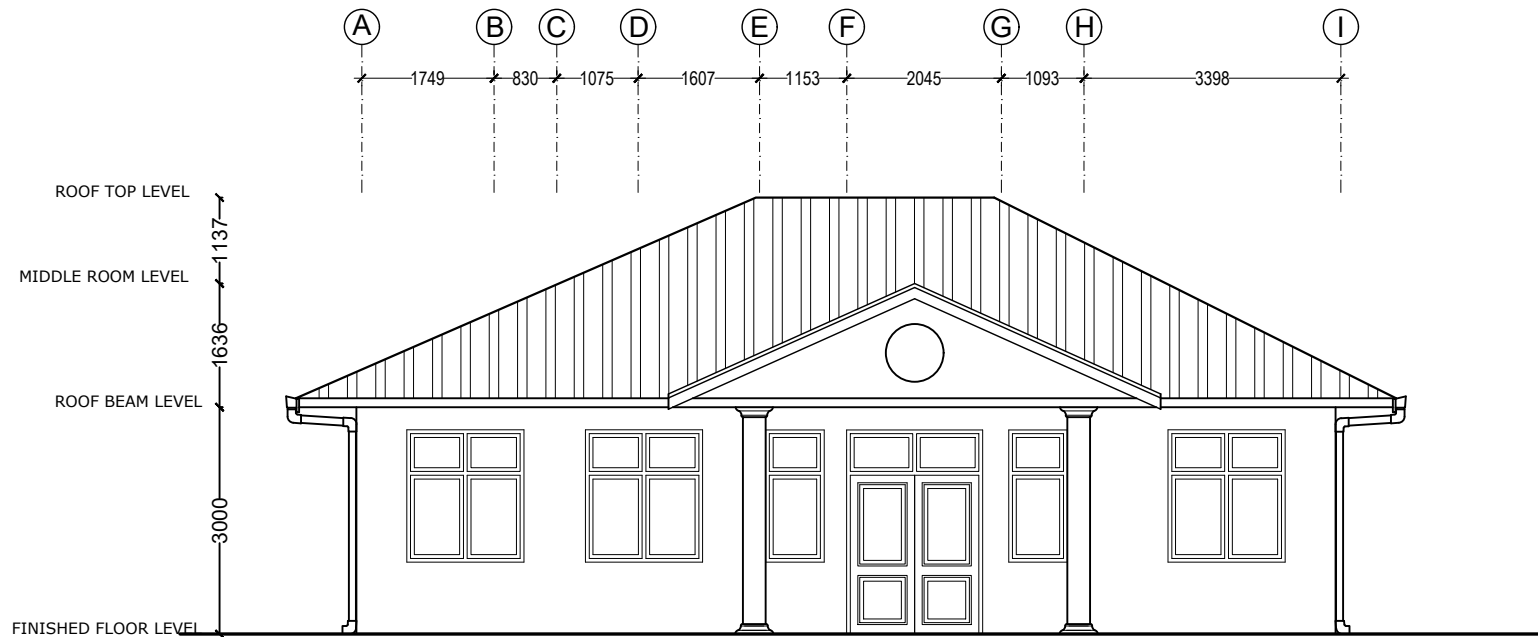 A B C D E F G H I
1749 830 1075 1607 1153 2045 1093 3398
ROOF TOP LEVEL
1137
MIDDLE ROOM LEVEL
1636
ROOF BEAM LEVEL
3000
FINISHED FLOOR LEVEL